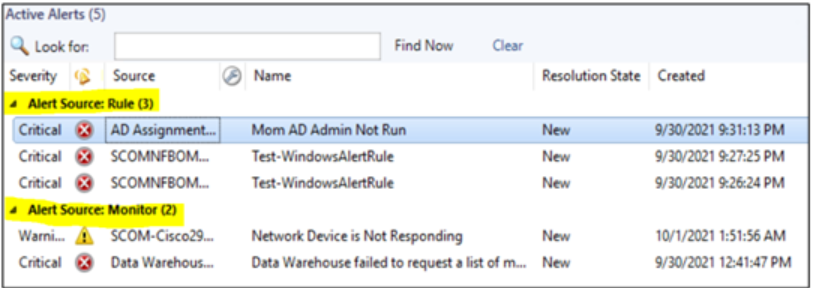 Active Alerts (5)
Look for: Find Now Clear
Severity Source Name Resolution State Created
Alert Source: Rule (3)
Critical AD Assignment... Mom AD Admin Not Run New 9/30/2021 9:31:13 PM
Critical SCOMNFBOM... Test-WindowsAlertRule New 9/30/2021 9:27:25 PM
Critical SCOMNFBOM... Test-WindowsAlertRule New 9/30/2021 9:26:24 PM
Alert Source: Monitor (2)
Warni... SCOM-Cisco29... Network Device is Not Responding New 10/1/2021 1:51:56 AM
Critical Data Warehous... Data Warehouse failed to request a list of m... New 9/30/2021 12:41:47 PM